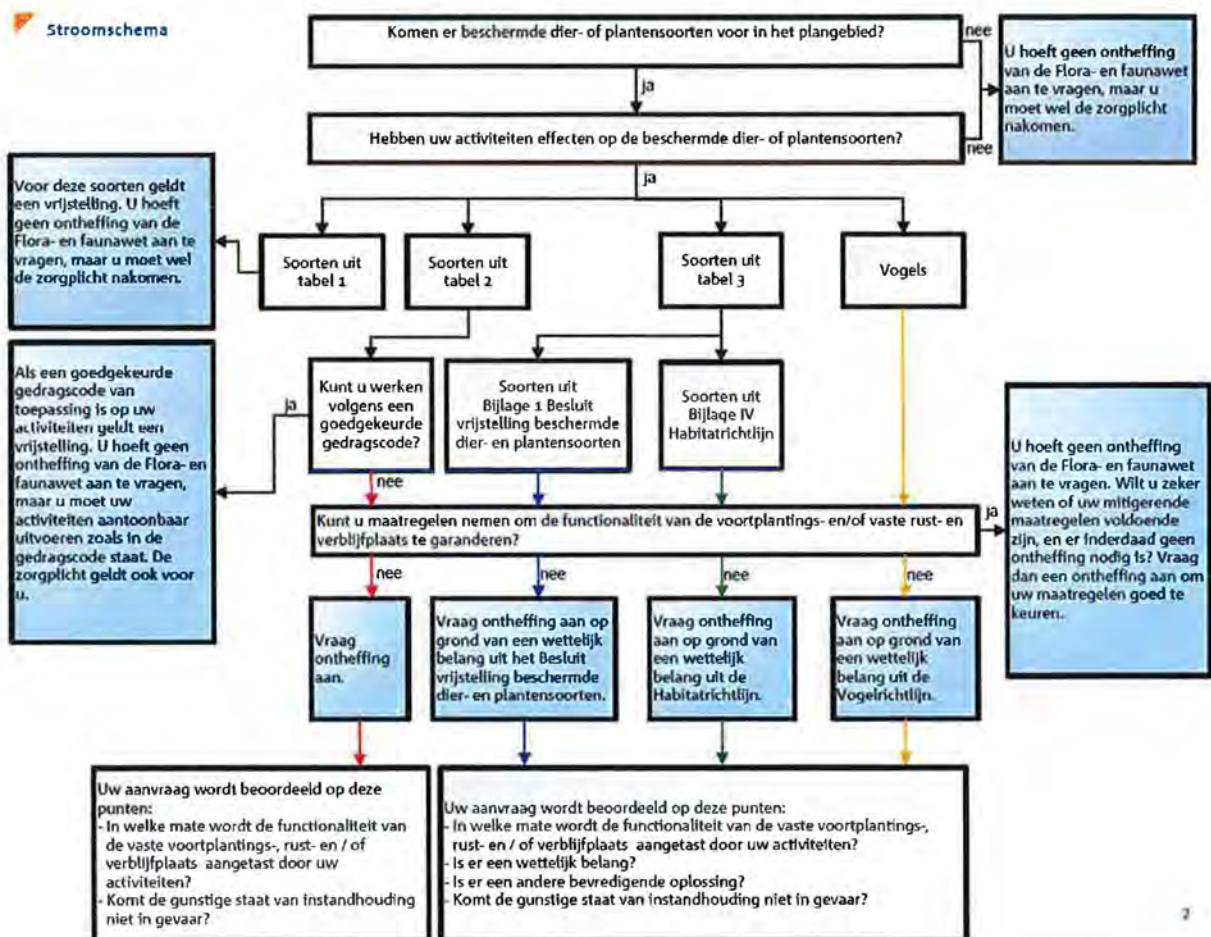 Stroomschema
Komen er beschermde dier- of plantensoorten voor in het plangebied?
nee
U hoeft geen ontheffing
van de Flora- en faunawet
aan te vragen, maar u
moet wel de zorgplicht
nakomen.
ja
Hebben uw activiteiten effecten op de beschermde dier- of plantensoorten?
nee
ja
Voor deze soorten geldt
een vrijstelling. U hoeft
geen ontheffing van de
Flora- en faunawet aan te
vragen, maar u moet wel
de zorgplicht nakomen.
Soorten uit
tabel 1
Soorten uit
tabel 2
Soorten uit
tabel 3
Vogels
Als een goedgekeurde
gedragscode van
toepassing is op uw
activiteiten geldt een
vrijstelling. U hoeft geen
ontheffing van de Flora- en
faunawet aan te vragen,
maar u moet uw
activiteiten aantoonbaar
uitvoeren zoals in de
gedragscode staat. De
zorgplicht geldt ook voor
u.
ja
Kunt u werken
volgens een
goedgekeurde
gedragscode?
Soorten uit
Bijlage 1 Besluit
vrijstelling beschermde
dier- en plantensoorten
Soorten uit
Bijlage IV
Habitatrichtlijn
nee
Kunt u maatregelen nemen om de functionaliteit van de voortplantings- en/of vaste rust- en
verblijfplaats te garanderen?
ja
U hoeft geen ontheffing
van de Flora- en faunawet
aan te vragen. Wilt u zeker
weten of uw mitigerende
maatregelen voldoende
zijn, en er inderdaad geen
ontheffing nodig is? Vraag
dan een ontheffing aan om
uw maatregelen goed te
keuren.
nee
nee
nee
nee
Vraag
ontheffing
aan.
Vraag ontheffing aan op
grond van een wettelijk
belang uit het Besluit
vrijstelling beschermde
dier- en plantensoorten.
Vraag ontheffing
aan op grond van
een wettelijk
belang uit de
Habitatrichtlijn.
Vraag ontheffing
aan op grond van
een wettelijk
belang uit de
Vogelrichtlijn.
Uw aanvraag wordt beoordeeld op deze
punten:
- In welke mate wordt de functionaliteit van
de vaste voortplantings-, rust- en / of
verblijfplaats aangetast door uw
activiteiten?
- Komt de gunstige staat van instandhouding
niet in gevaar?
Uw aanvraag wordt beoordeeld op deze punten:
- In welke mate wordt de functionaliteit van de vaste voortplantings-,
rust- en / of verblijfplaats aangetast door uw activiteiten?
- Is er een wettelijk belang?
- Is er een andere bevredigende oplossing?
- Komt de gunstige staat van instandhouding niet in gevaar?
2